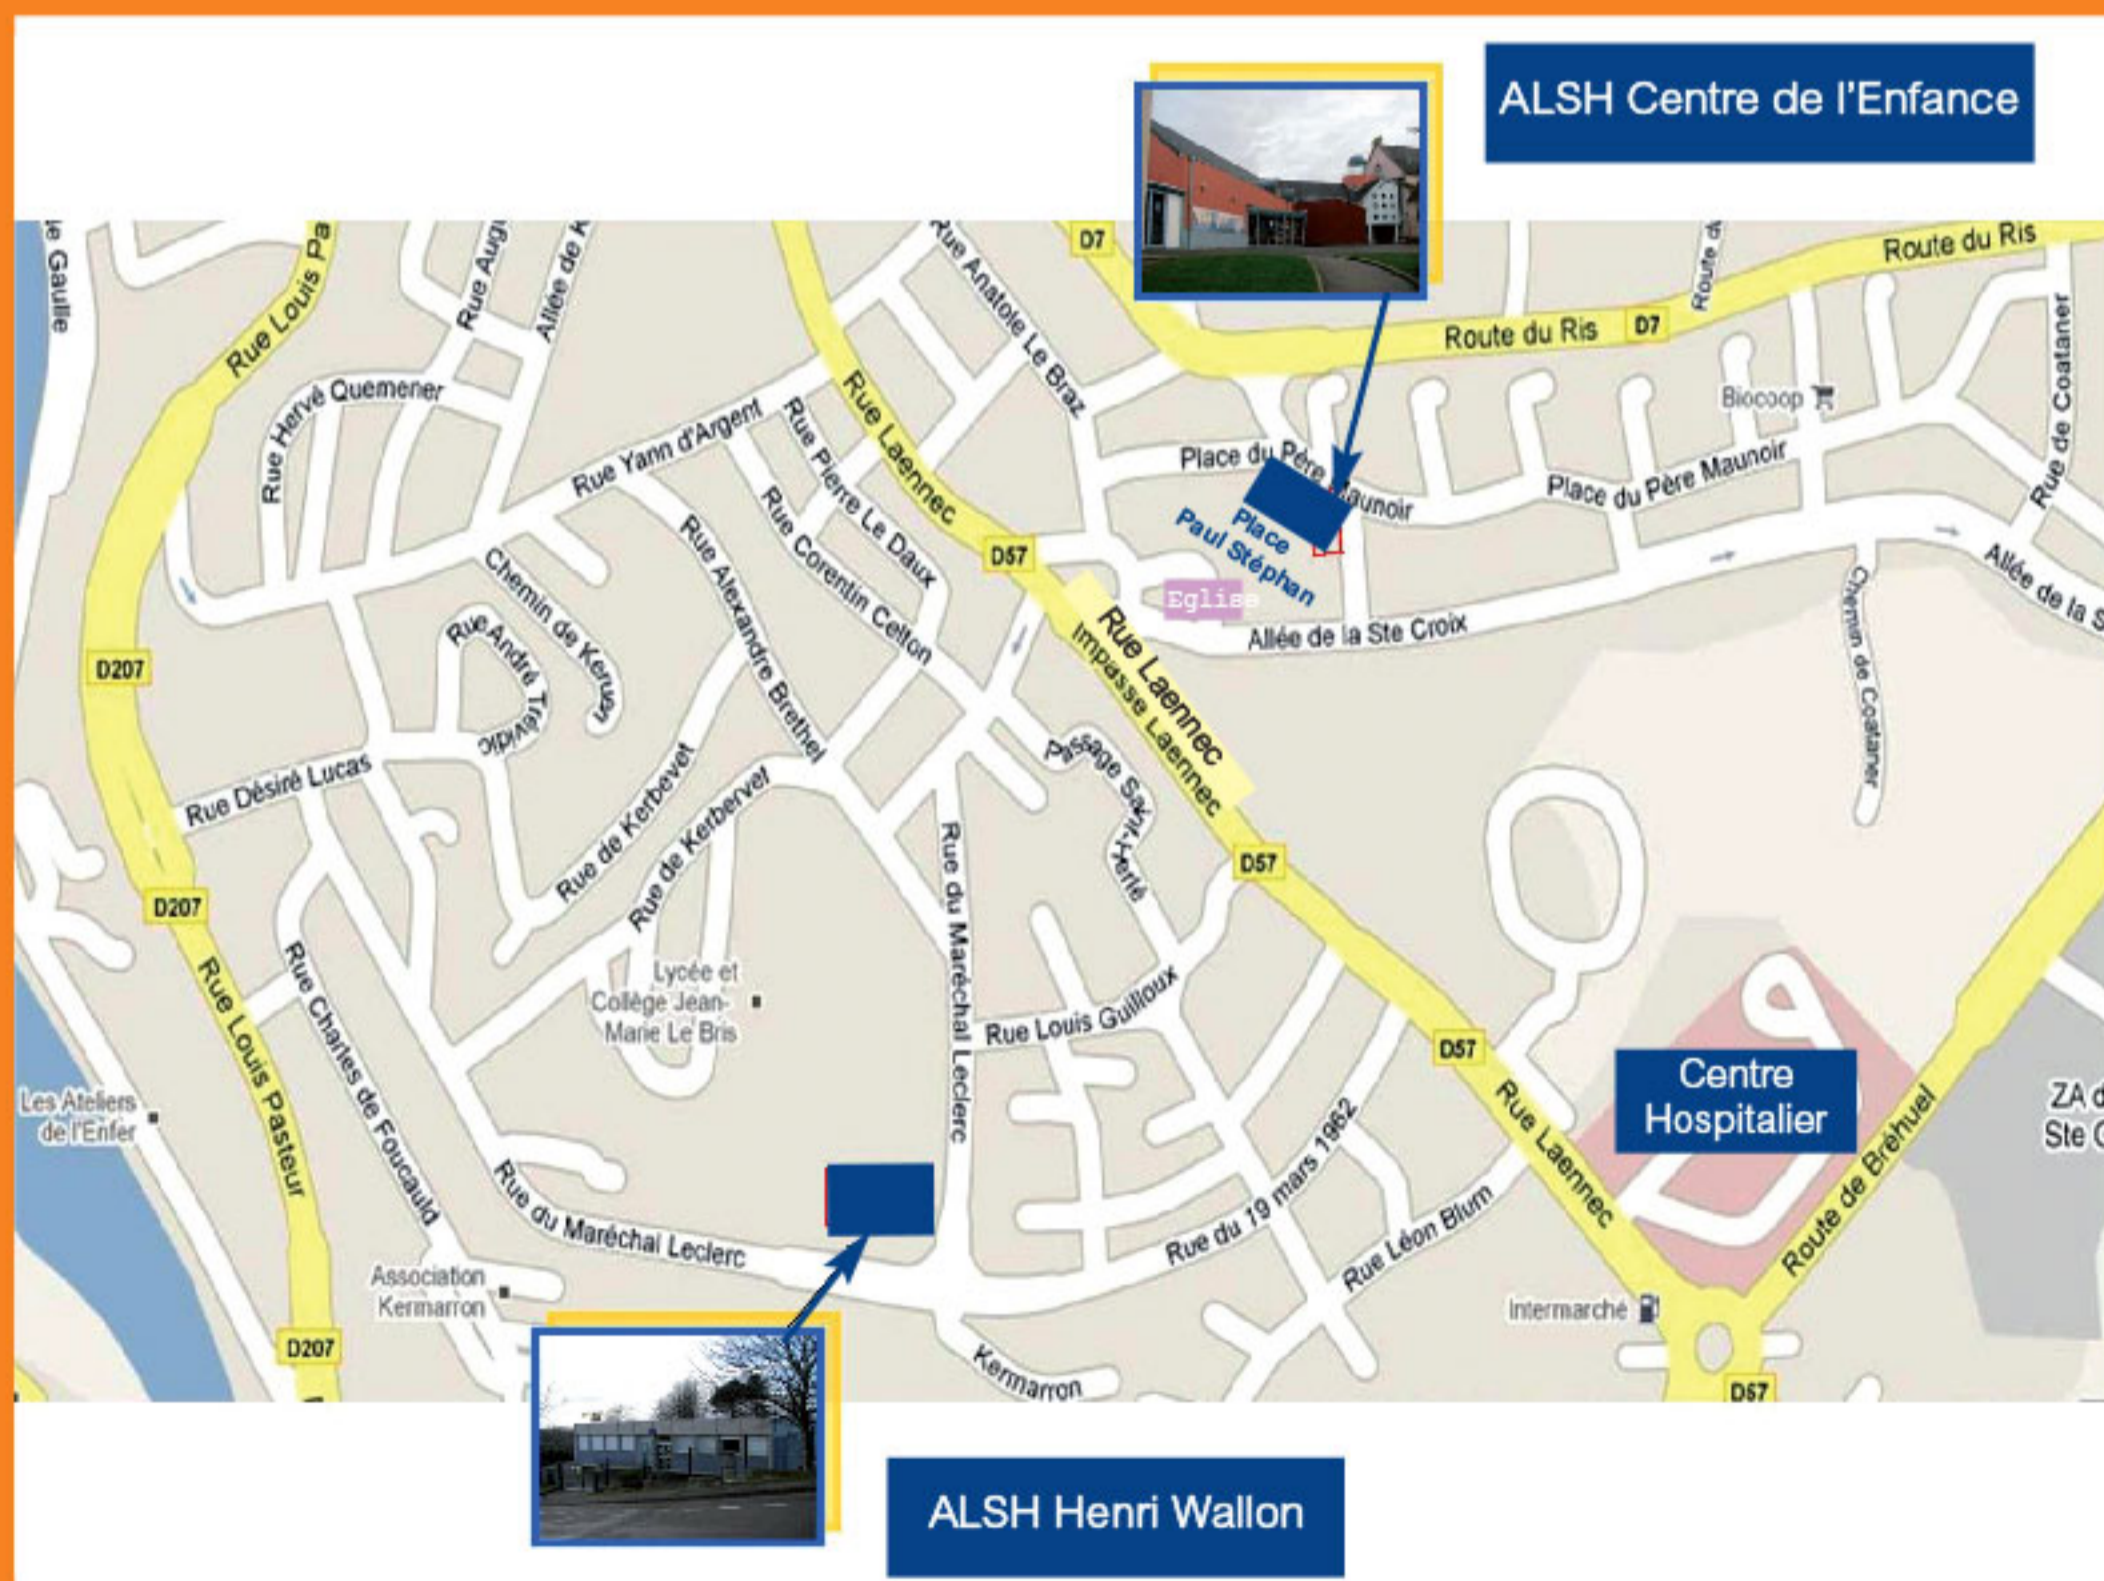 ALSH Centre de l'Enfance
Rue Louis Pa
Allée de K
D7
Rue Anatole Le Braz
Route du Ris
Route du Ris
D7
Rue de Coataner
Rue Hervé Quemener
Rue Yann d'Argent
Rue Pierre Le Daux
Rue Laennec
Biocoop
Place du Père Maunoir
Place du Père Maunoir
Place
Paul Stéphan
Eglise
D57
Rue Corentin Celton
Rue Alexandre Brethel
Chemin de Keruen
Rue André Trévidic
Allée de la Ste Croix
Allée de la S
Chemin de Coataner
D207
Rue Laennec
Impasse Laennec
Rue Désiré Lucas
Rue de Kerbevet
Rue de Kerbervet
Passage Saint-Herlé
D57
D207
Rue du Maréchal Leclerc
Lycée et
Collège Jean-
Marie Le Bris
Rue Louis Guilloux
Rue Charles de Foucauld
Rue Louis Pasteur
D57
Rue Laennec
Centre
Hospitalier
Route de Bréhuel
ZA d
Ste C
Les Ateliers
de l'Enfer
Rue du Maréchal Leclerc
Rue du 19 mars 1962
Rue Léon Blum
Association
Kermarron
Intermarché
D207
Kermarron
D57
ALSH Henri Wallon